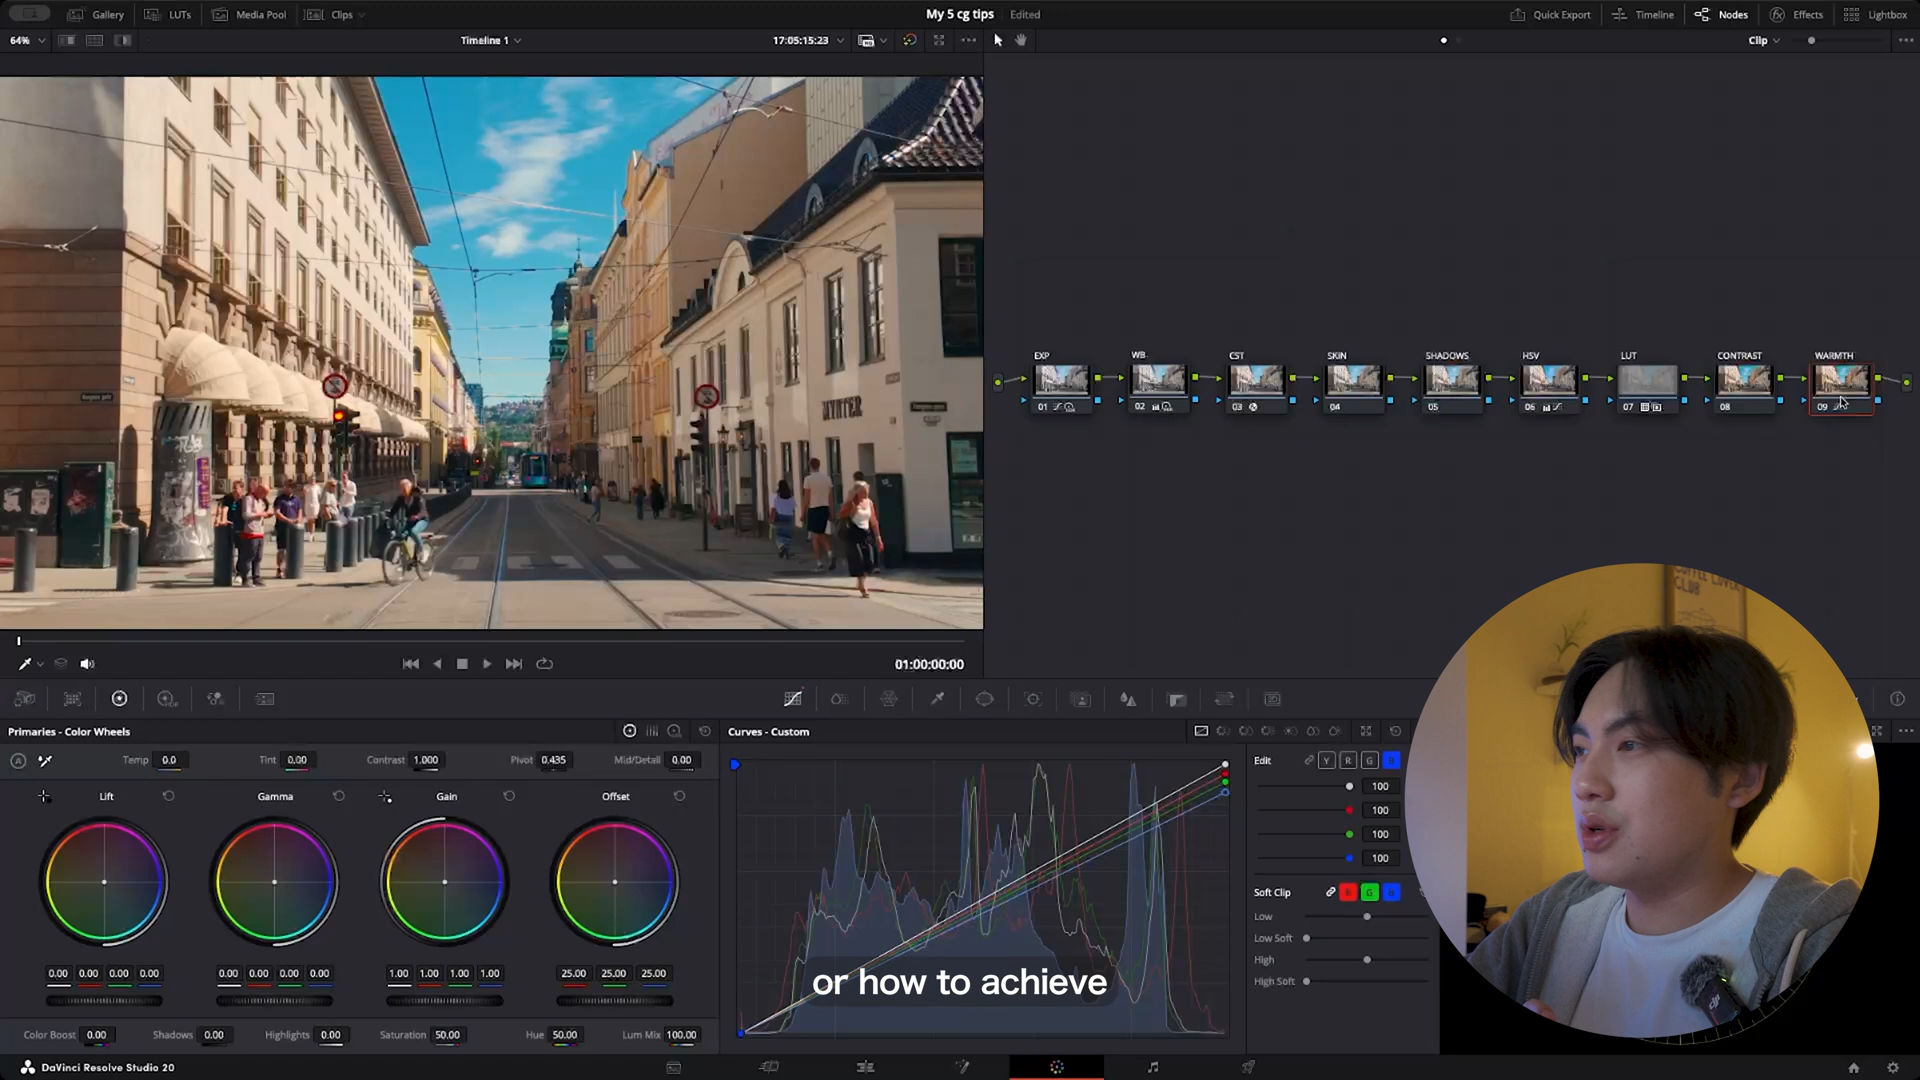 Gallery LUTs Media Pool Clips My 5 cg tips Edited Quick Export Timeline Nodes Effects Lightbox
64% Timeline 1 17:05:15:23 Clip
EXP WB CST SKIN SHADOWS HSV LUT CONTRAST WARMTH
01 02 03 04 05 06 07 08 09
MYNTER
COFFEE LOVER
CLUB
01:00:00:00
Primaries - Color Wheels Curves - Custom
Temp 0.0 Tint 0.00 Contrast 1.000 Pivot 0.435 Mid/Detail 0.00 Edit Y R G B
Lift Gamma Gain Offset
100
100
100
100
Soft Clip R G B
Low
Low Soft
High
High Soft
0.00 0.00 0.00 0.00 0.00 0.00 0.00 0.00 1.00 1.00 1.00 1.00 25.00 25.00 25.00
or how to achieve
Color Boost 0.00 Shadows 0.00 Highlights 0.00 Saturation 50.00 Hue 50.00 Lum Mix 100.00
DaVinci Resolve Studio 20
dji